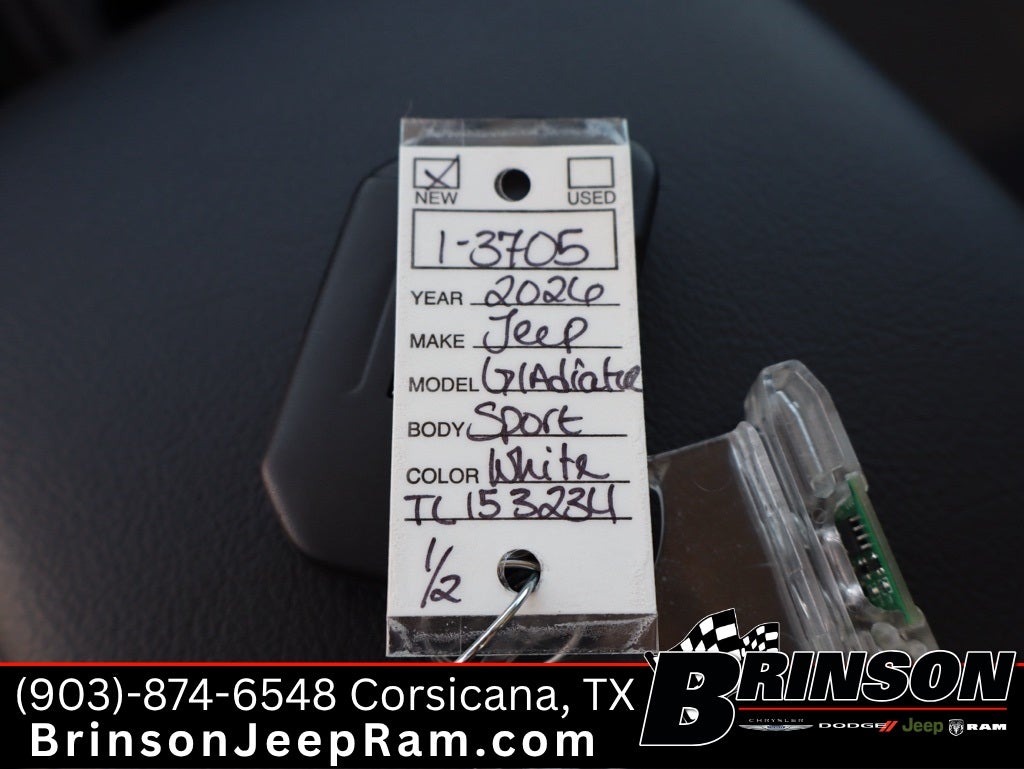 NEW USED
1-3705
YEAR 2026
MAKE Jeep
MODEL GlAdiator
BODY Sport
COLOR White
TL153234
1/2
(903)-874-6548 Corsicana, TX
BrinsonJeepRam.com
BRINSON
CHRYSLER DODGE Jeep RAM